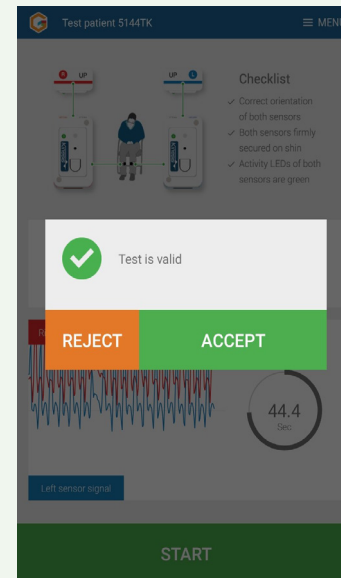 Test patient 5144TK
MENU
R UP
UP L
Checklist
Correct orientation
of both sensors
Both sensors firmly
secured on shin
Activity LEDs of both
sensors are green
Test is valid
REJECT
ACCEPT
44.4
Sec
Left sensor signal
START